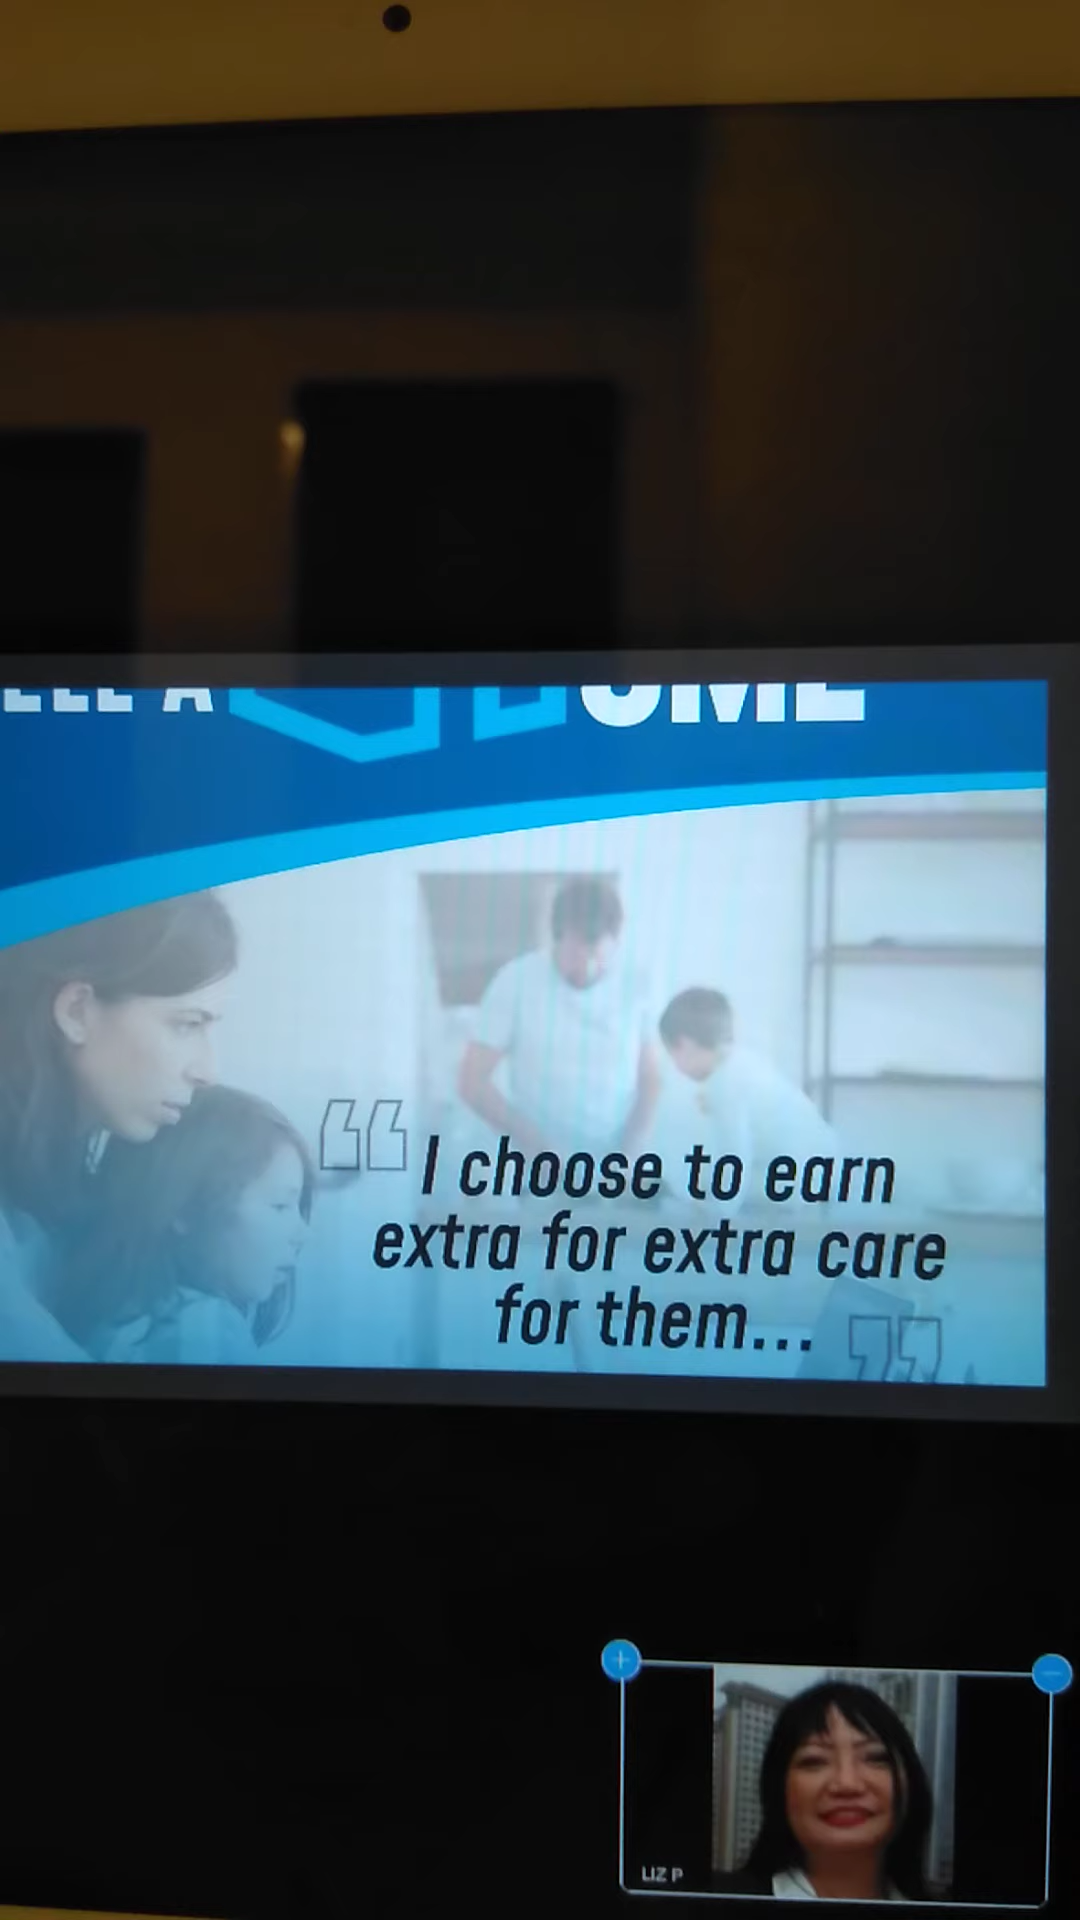 “ I choose to earn
extra for extra care
for them... ”
LIZ P